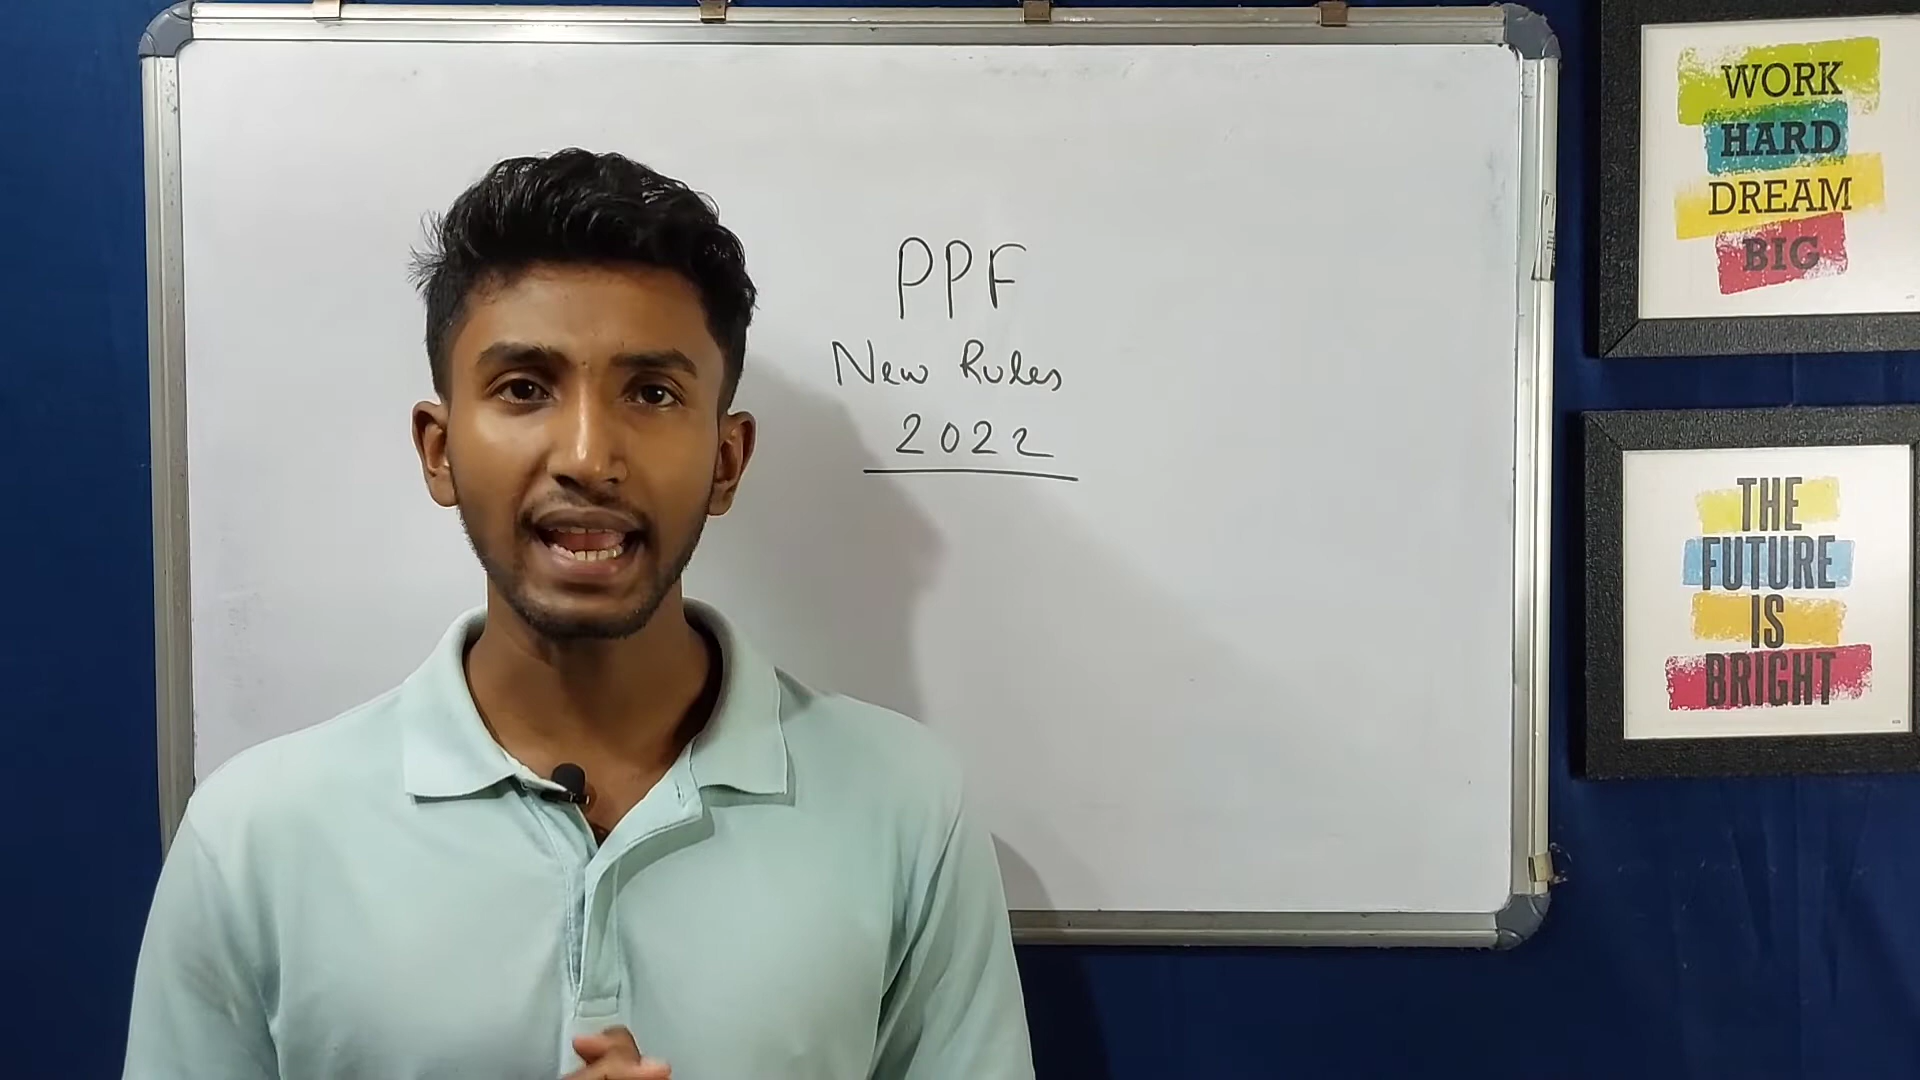 PPF
New Rules
2022
WORK
HARD
DREAM
BIG
THE
FUTURE
IS
BRIGHT